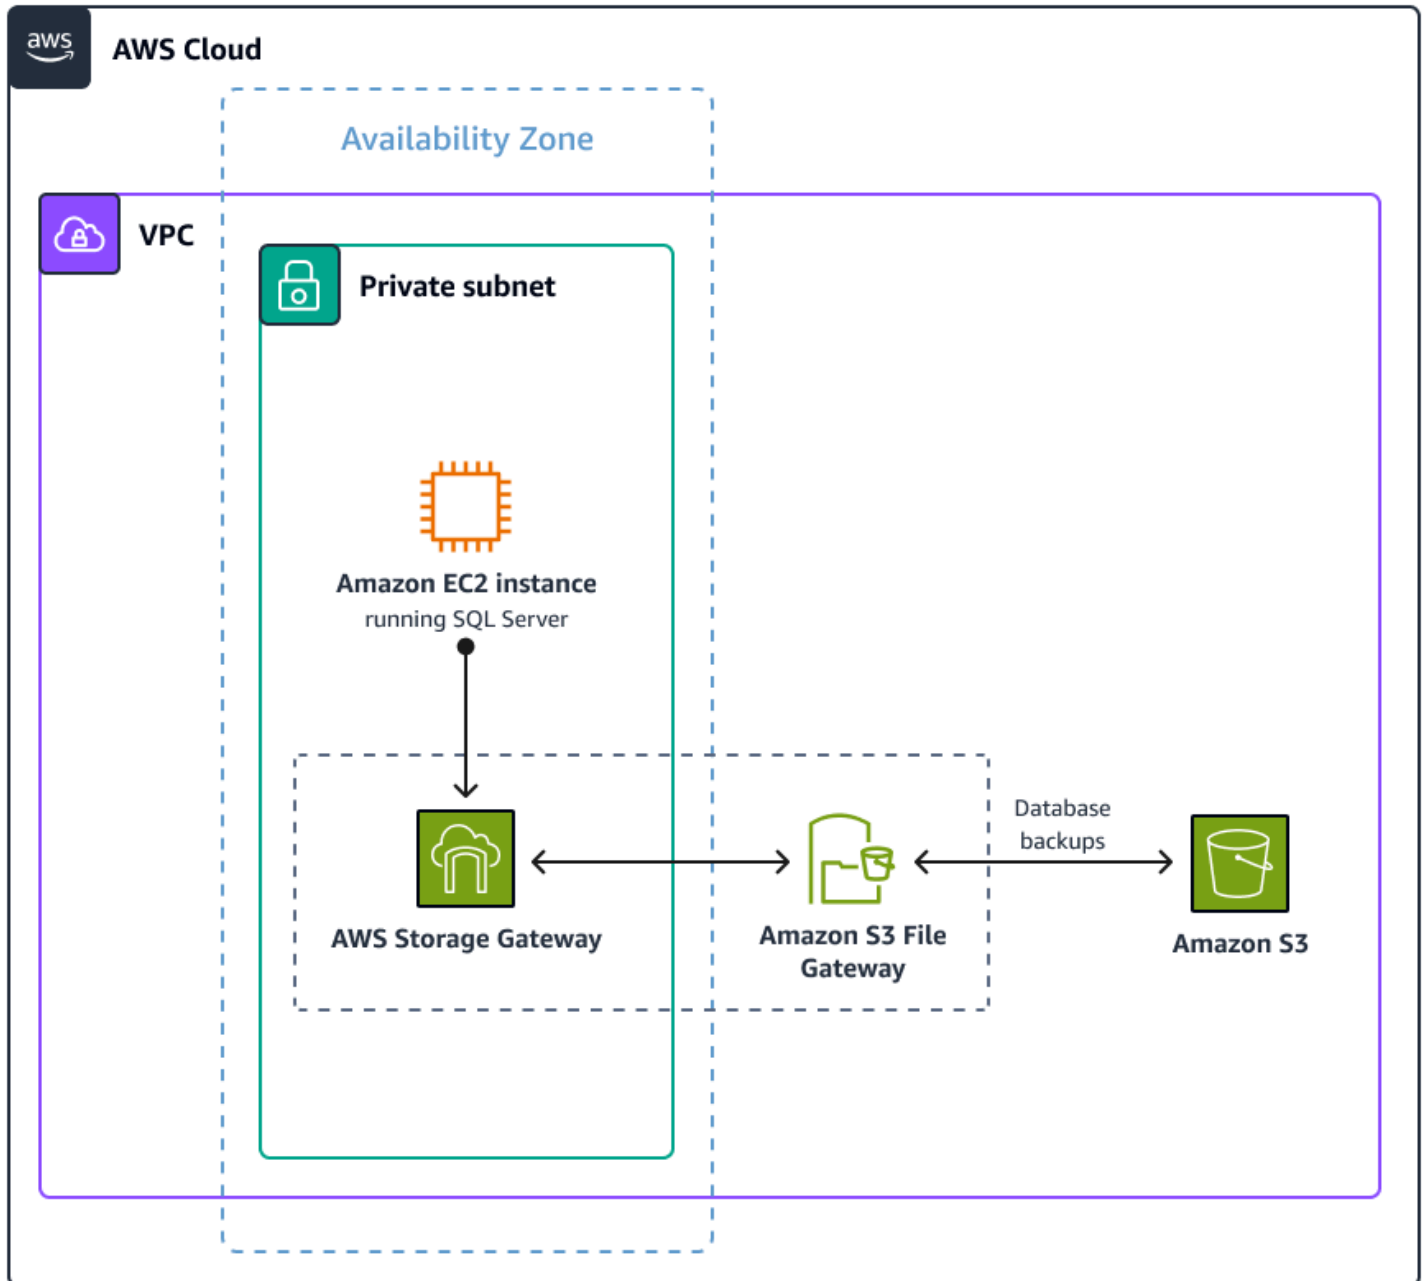 aws
AWS Cloud
Availability Zone
VPC
Private subnet
Amazon EC2 instance
running SQL Server
Database
backups
AWS Storage Gateway
Amazon S3 File
Gateway
Amazon S3